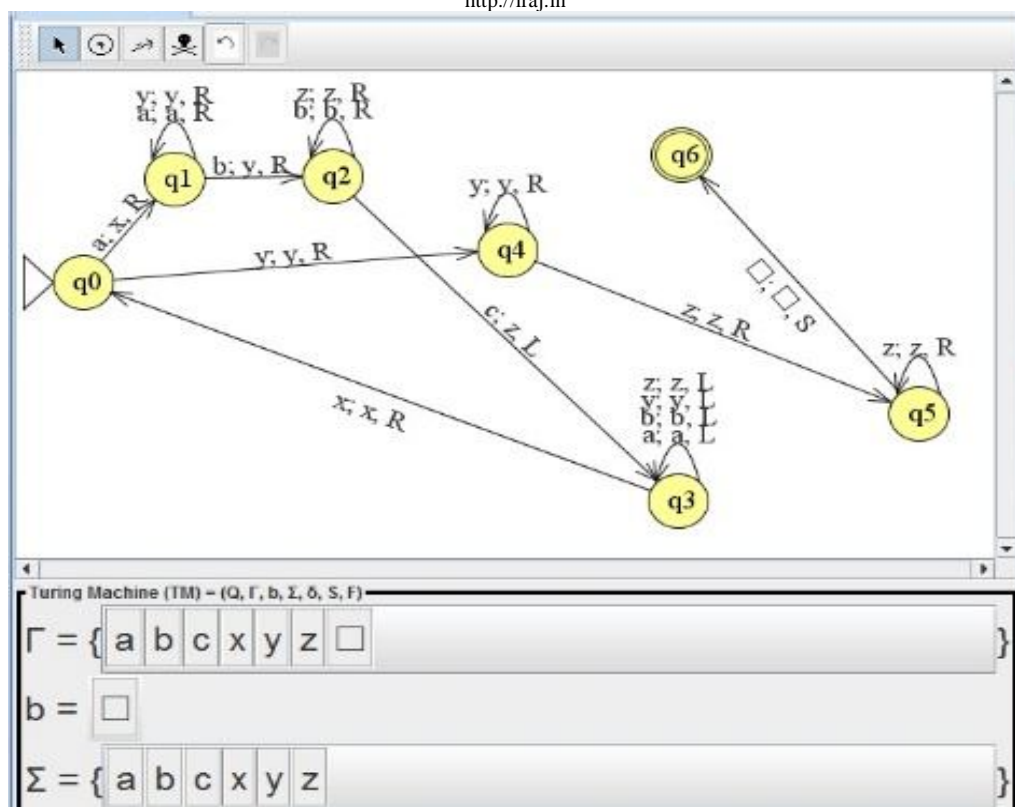 http://iraj.in
y; y, R
a; a, R
z; z, R
b; b, R
q1
b; y, R
q2
q6
a; x, R
y; y, R
q4
y; y, R
q0
□; □, S
c; z, L
z; z, R
z; z, R
q5
x; x, R
z; z, L
y; y, L
b; b, L
a; a, L
q3
Turing Machine (TM) – (Q, Γ, b, Σ, δ, S, F)
Γ = { a b c x y z □ }
b = □
Σ = { a b c x y z }